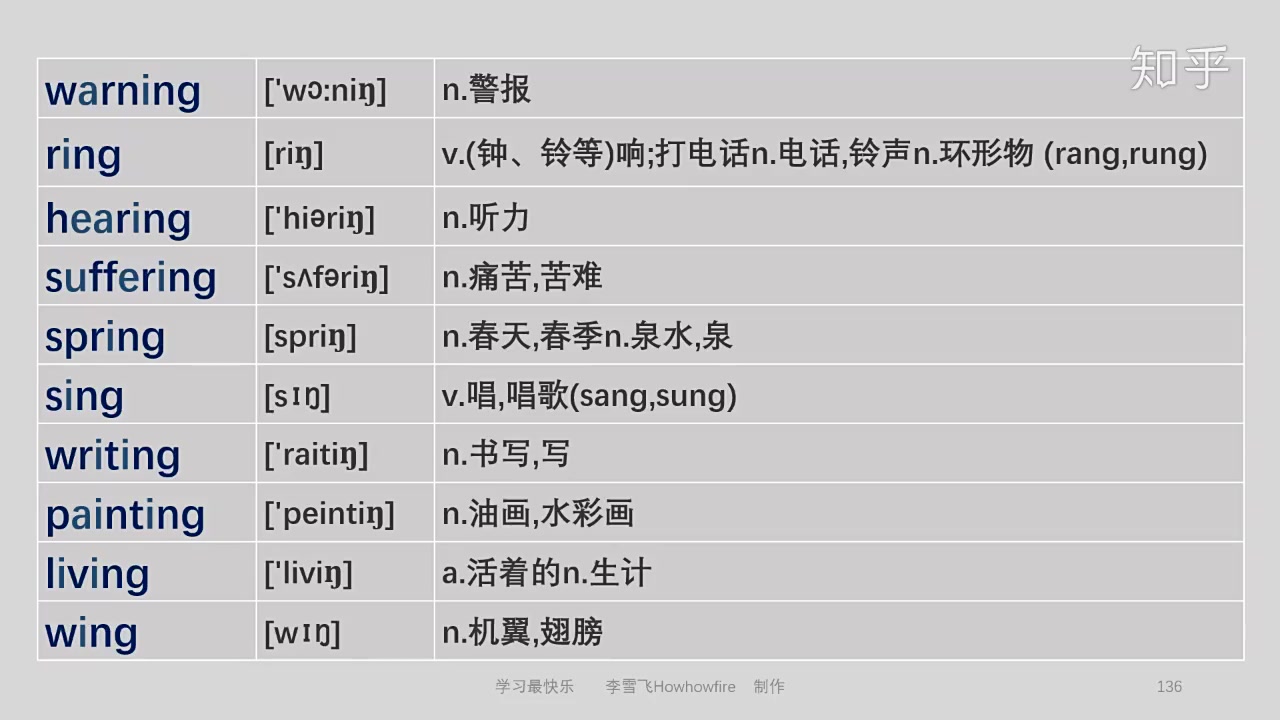 知乎
warning ['wɔ:niŋ] n.警报
ring [riŋ] v.(钟、铃等)响;打电话n.电话,铃声n.环形物 (rang,rung)
hearing ['hiəriŋ] n.听力
suffering ['sʌfəriŋ] n.痛苦,苦难
spring [spriŋ] n.春天,春季n.泉水,泉
sing [sɪŋ] v.唱,唱歌(sang,sung)
writing ['raitiŋ] n.书写,写
painting ['peintiŋ] n.油画,水彩画
living ['liviŋ] a.活着的n.生计
wing [wɪŋ] n.机翼,翅膀
学习最快乐 李雪飞Howhowfire 制作 136